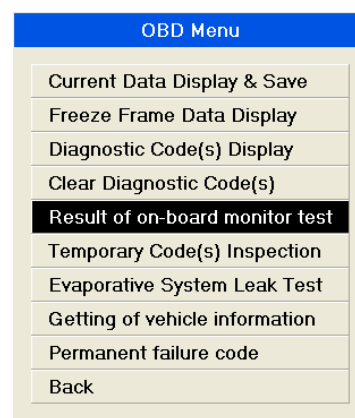 OBD Menu
Current Data Display & Save
Freeze Frame Data Display
Diagnostic Code(s) Display
Clear Diagnostic Code(s)
Result of on-board monitor test
Temporary Code(s) Inspection
Evaporative System Leak Test
Getting of vehicle information
Permanent failure code
Back